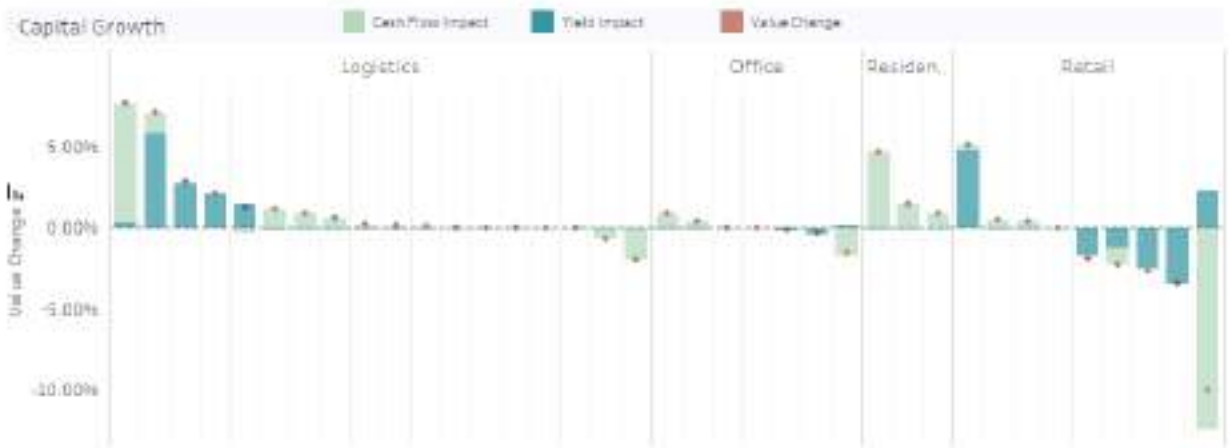 Capital Growth
Cash Flow Impact
Yield Impact
Value Change
Logistics
Office
Residen..
Retail
5.00%
0.00%
-5.00%
-10.00%
Value Change